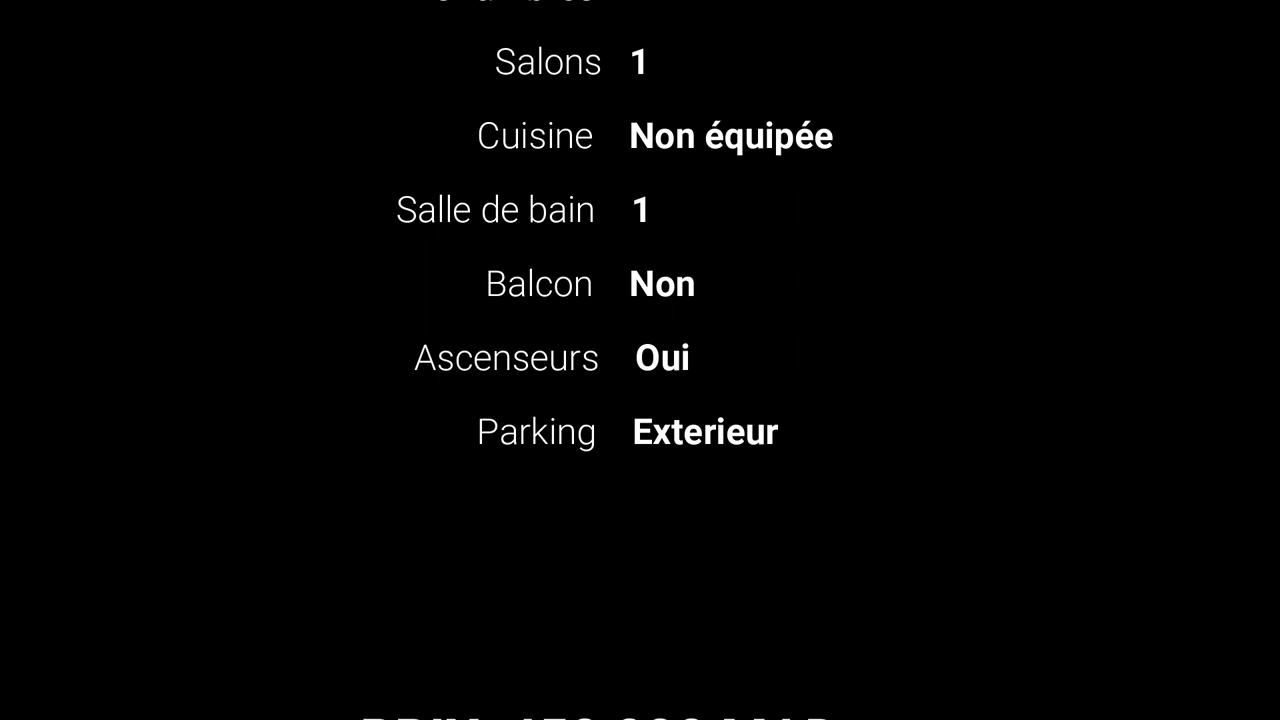 Salons 1
Cuisine Non équipée
Salle de bain 1
Balcon Non
Ascenseurs Oui
Parking Exterieur